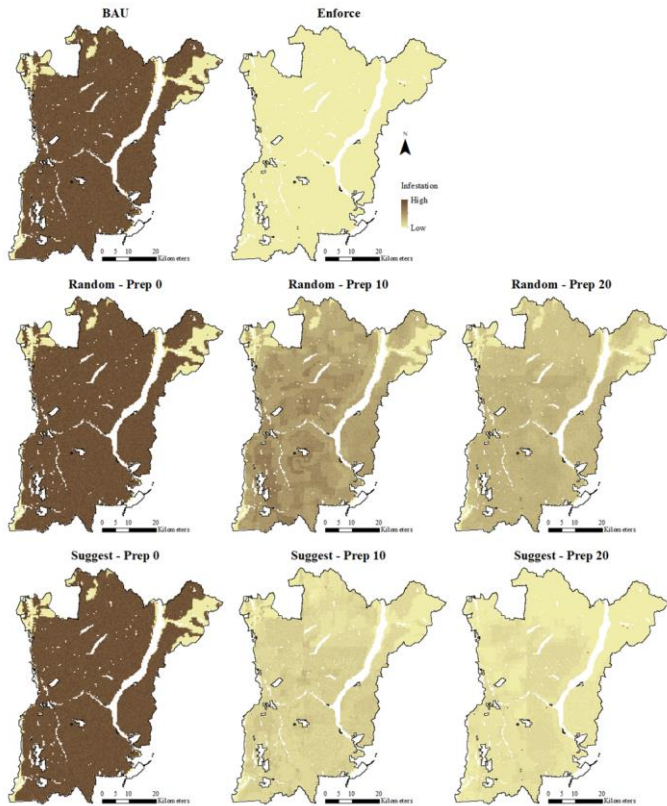 BAU
Enforce
N
Infestation
High
Low
0 5 10 20
Kilometers
0 5 10 20
Kilometers
Random - Prep 0
Random - Prep 10
Random - Prep 20
0 5 10 20
Kilometers
0 5 10 20
Kilometers
0 5 10 20
Kilometers
Suggest - Prep 0
Suggest - Prep 10
Suggest - Prep 20
0 5 10 20
Kilometers
0 5 10 20
Kilometers
0 5 10 20
Kilometers